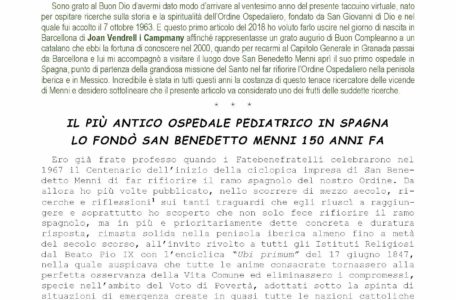 Sono grato al Buon Dio d'avermi dato modo d'arrivare al ventesimo anno del presente taccuino virtuale, nato
per ospitare ricerche sulla storia e la spiritualità dell'Ordine Ospedaliero, fondato da San Giovanni di Dio e nel
quale fui accolto il 7 ottobre 1963. E questo primo articolo del 2018 ho voluto farlo uscire nel giorno di nascita in
Barcellona di Joan Vendrell i Campmany affinché rappresentasse un grato augurio di Buon Compleanno a un
catalano che ebbi la fortuna di conoscere nel 2000, quando per recarmi al Capitolo Generale in Granada passai
da Barcellona e lui mi accompagnò a visitare il luogo dove San Benedetto Menni aprì il suo primo ospedale in
Spagna, punto di partenza della grandiosa missione del Santo nel far rifiorire l'Ordine Ospedaliero nella penisola
iberica e in Messico. Incredibile è stata in tutti questi anni la costanza di questo tenace ricercatore delle vicende
di Menni e desidero sottolineare che il presente articolo va considerato uno dei frutti delle suddette ricerche.
* * *
IL PIÙ ANTICO OSPEDALE PEDIATRICO IN SPAGNA
LO FONDÒ SAN BENEDETTO MENNI 150 ANNI FA
Ero già frate professo quando i Fatebenefratelli celebrarono nel
1967 il Centenario dell'inizio della ciclopica impresa di San Bene-
detto Menni di far rifiorire il ramo spagnolo del nostro Ordine. Da
allora ho più volte pubblicato, nello scorrere di mezzo secolo, ri-
cerche e riflessioni¹ sui tanti traguardi che egli riuscì a raggiun-
gere e soprattutto ho scoperto che non solo fece rifiorire il ramo
spagnolo, ma in più e prioritariamente dette concreta e duratura
risposta, rimasta solida nella penisola iberica almeno fino a metà
del secolo scorso, all'invito rivolto a tutti gli Istituti Religiosi
dal Beato Pio IX con l'enciclica "Ubi primum" del 17 giugno 1847,
nella quale auspicava che tutte le anime consacrate tornassero alla
perfetta osservanza della Vita Comune ed eliminassero i compromessi,
specie nell'ambito del Voto di Povertà, adottati sotto la spinta di
situazioni di emergenza create in quasi tutte le nazioni cattoliche